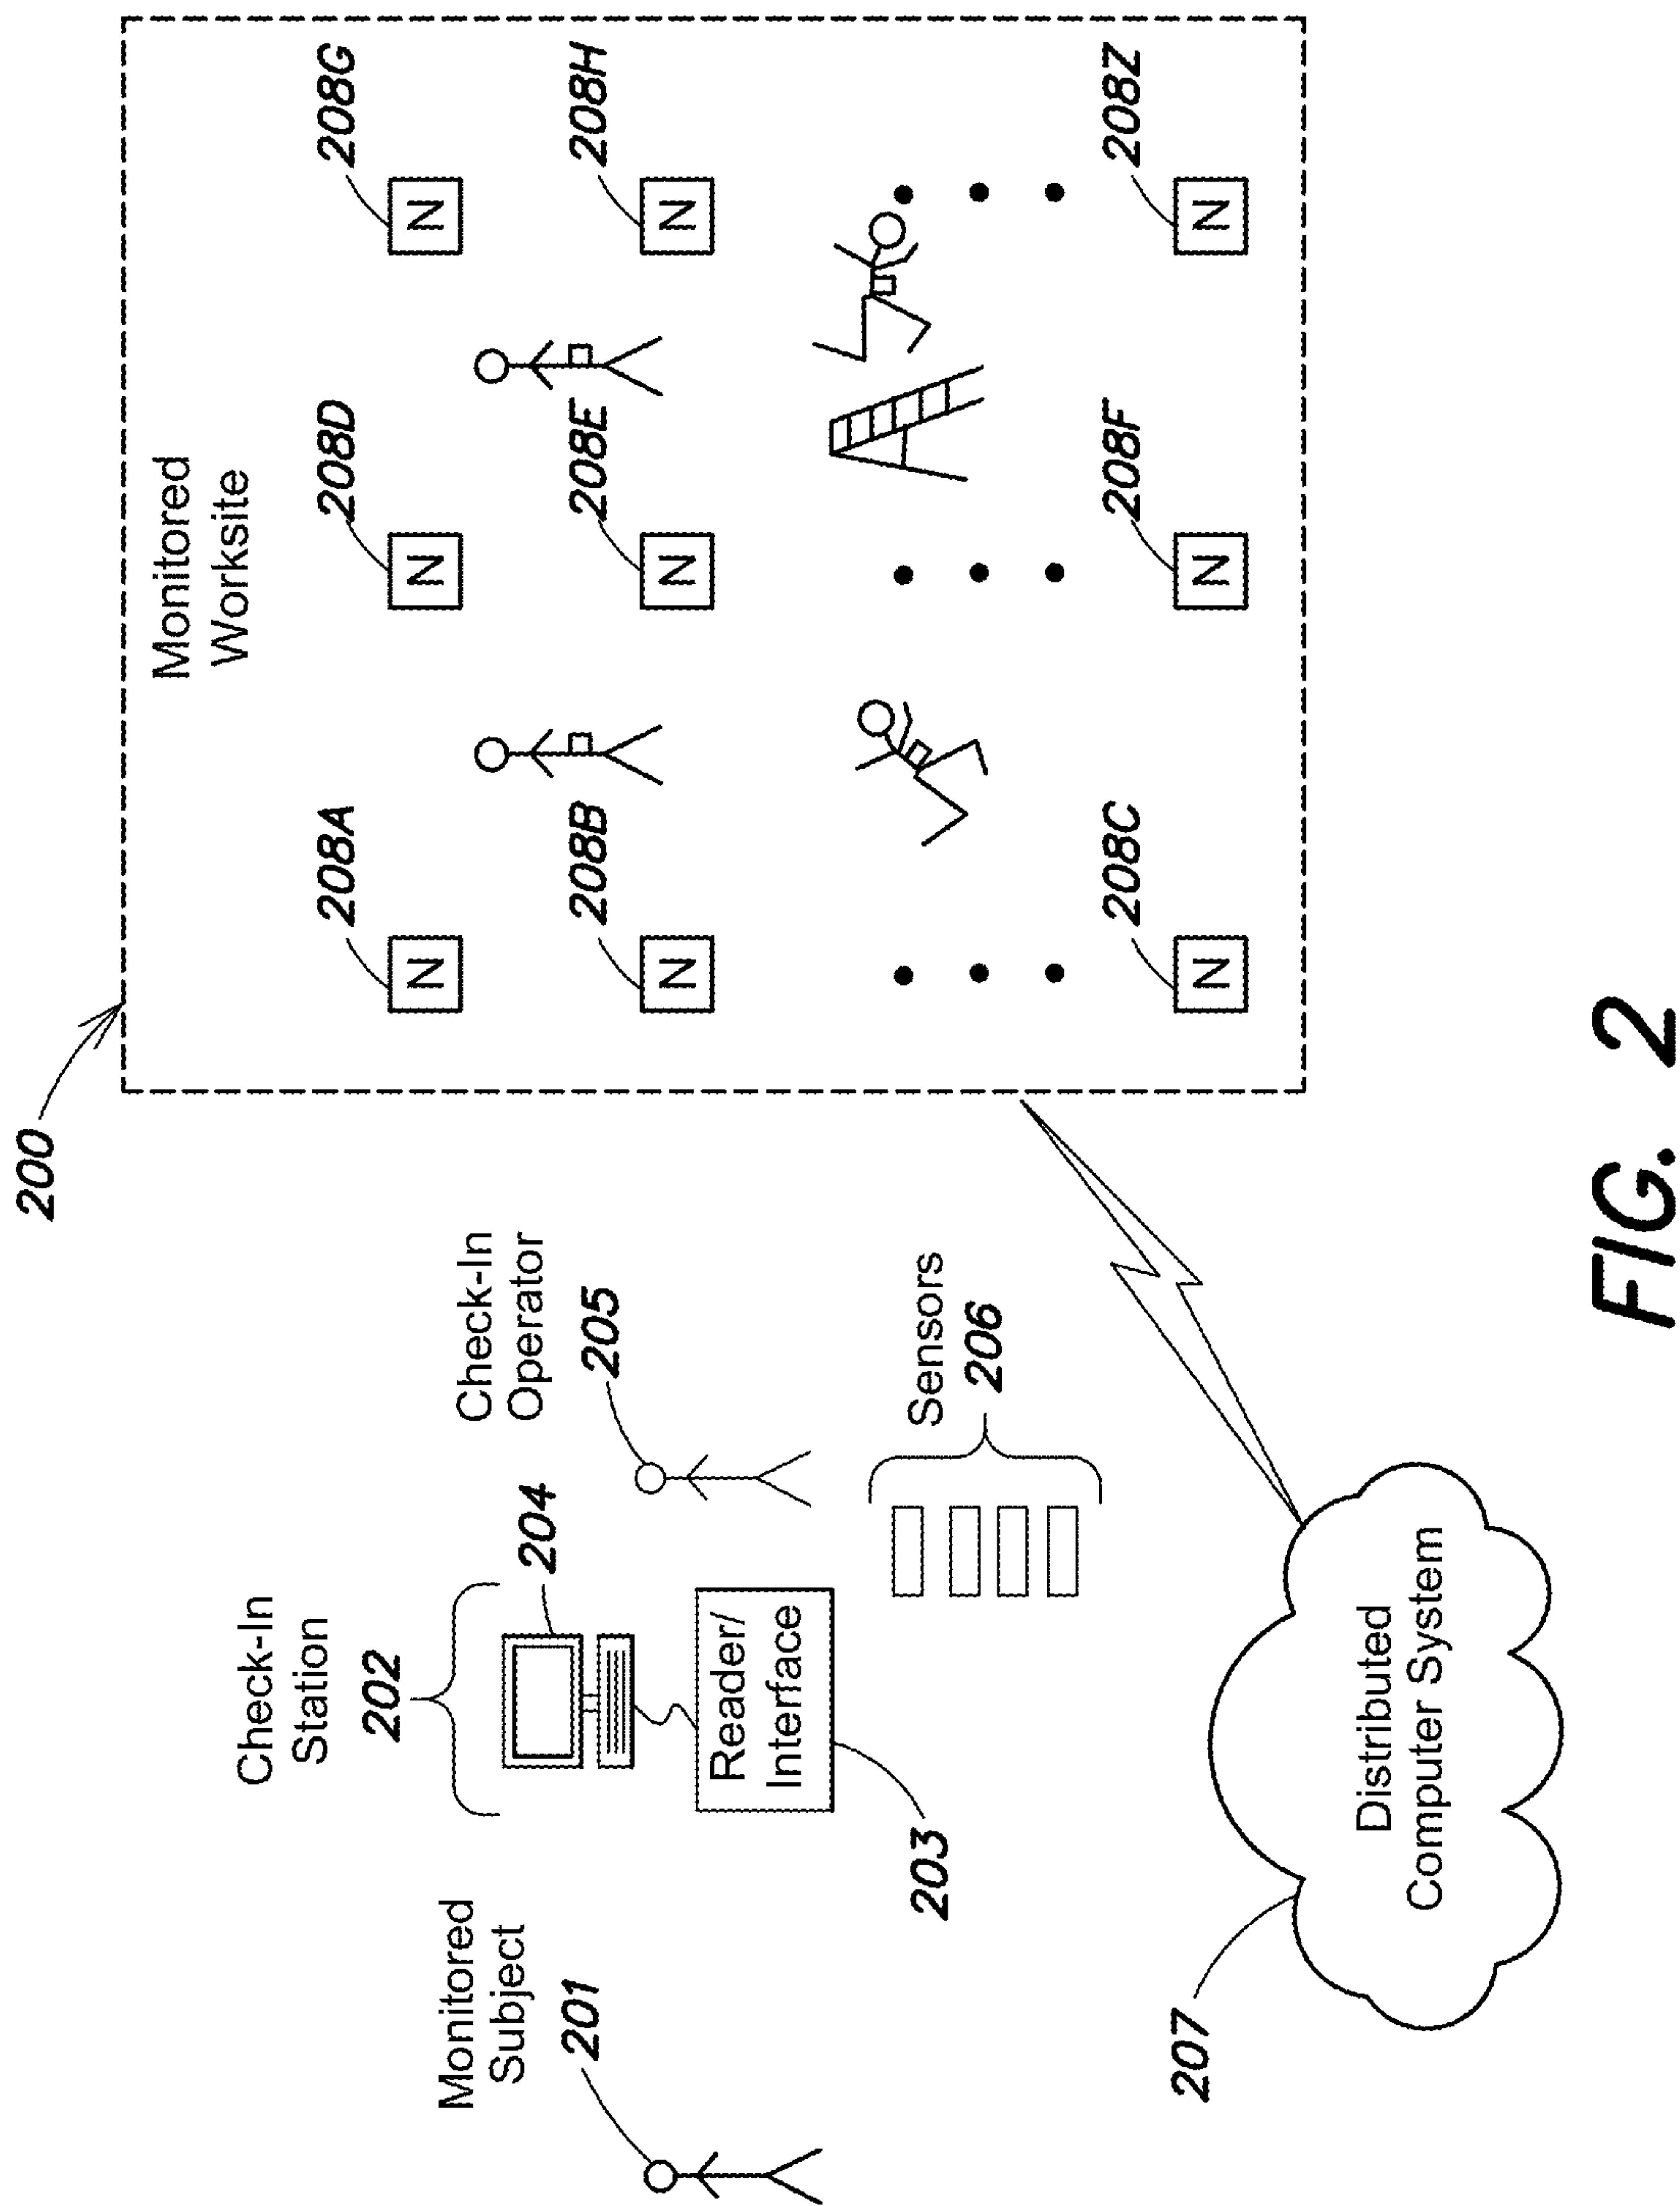 200
Monitored
Worksite
208A
208D
208G
N
N
N
208B
208E
208H
N
N
N
208C
208F
208Z
N
N
N
Check-In
Station
202
204
Reader/
Interface
203
Check-In
Operator
205
Monitored
Subject
201
Sensors
206
207
Distributed
Computer System
FIG. 2